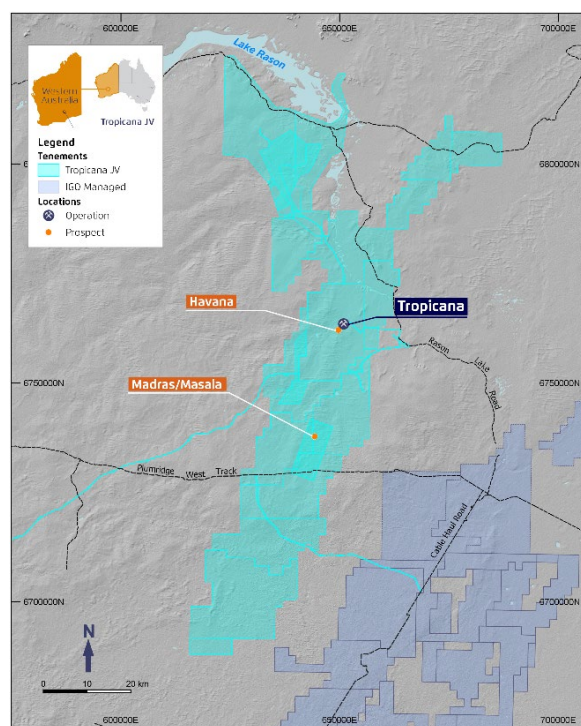 600000E
650000E
700000E
Lake Rason
Western
Australia
Tropicana JV
Legend
Tenements
Tropicana JV
IGO Managed
Locations
Operation
Prospect
Havana
Tropicana
Rason Lake Road
6750000N
6750000N
Madras/Masala
Plumridge West Track
Cable Haul Road
6700000N
6700000N
N
0 10 20 km
600000E
650000E
700000E